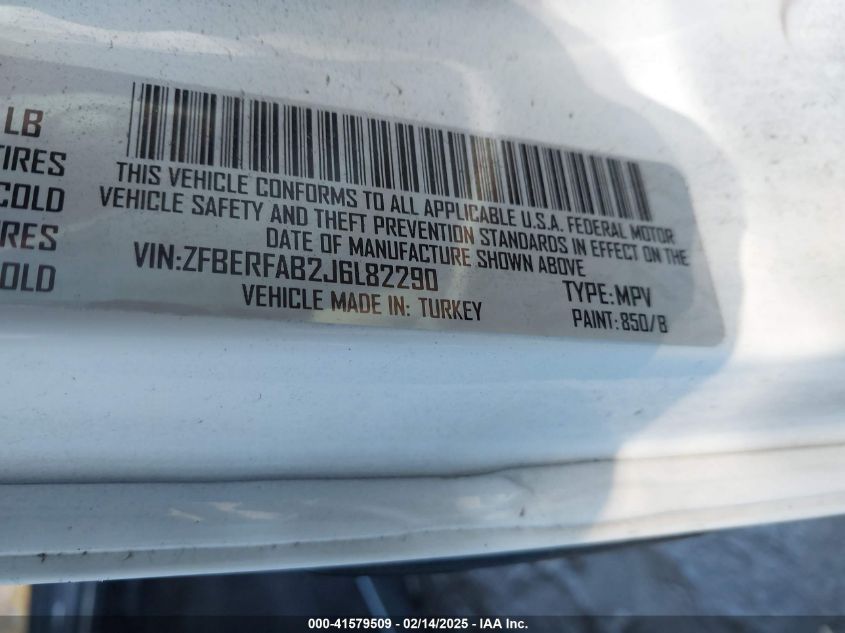 LB
TIRES
COLD
RES
OLD
THIS VEHICLE CONFORMS TO ALL APPLICABLE U.S.A. FEDERAL MOTOR
VEHICLE SAFETY AND THEFT PREVENTION STANDARDS IN EFFECT ON THE
DATE OF MANUFACTURE SHOWN ABOVE
VIN:ZFBERFAB2J6L82290
TYPE:MPV
VEHICLE MADE IN: TURKEY
PAINT:850/B
000-41579509 - 02/14/2025 - IAA Inc.